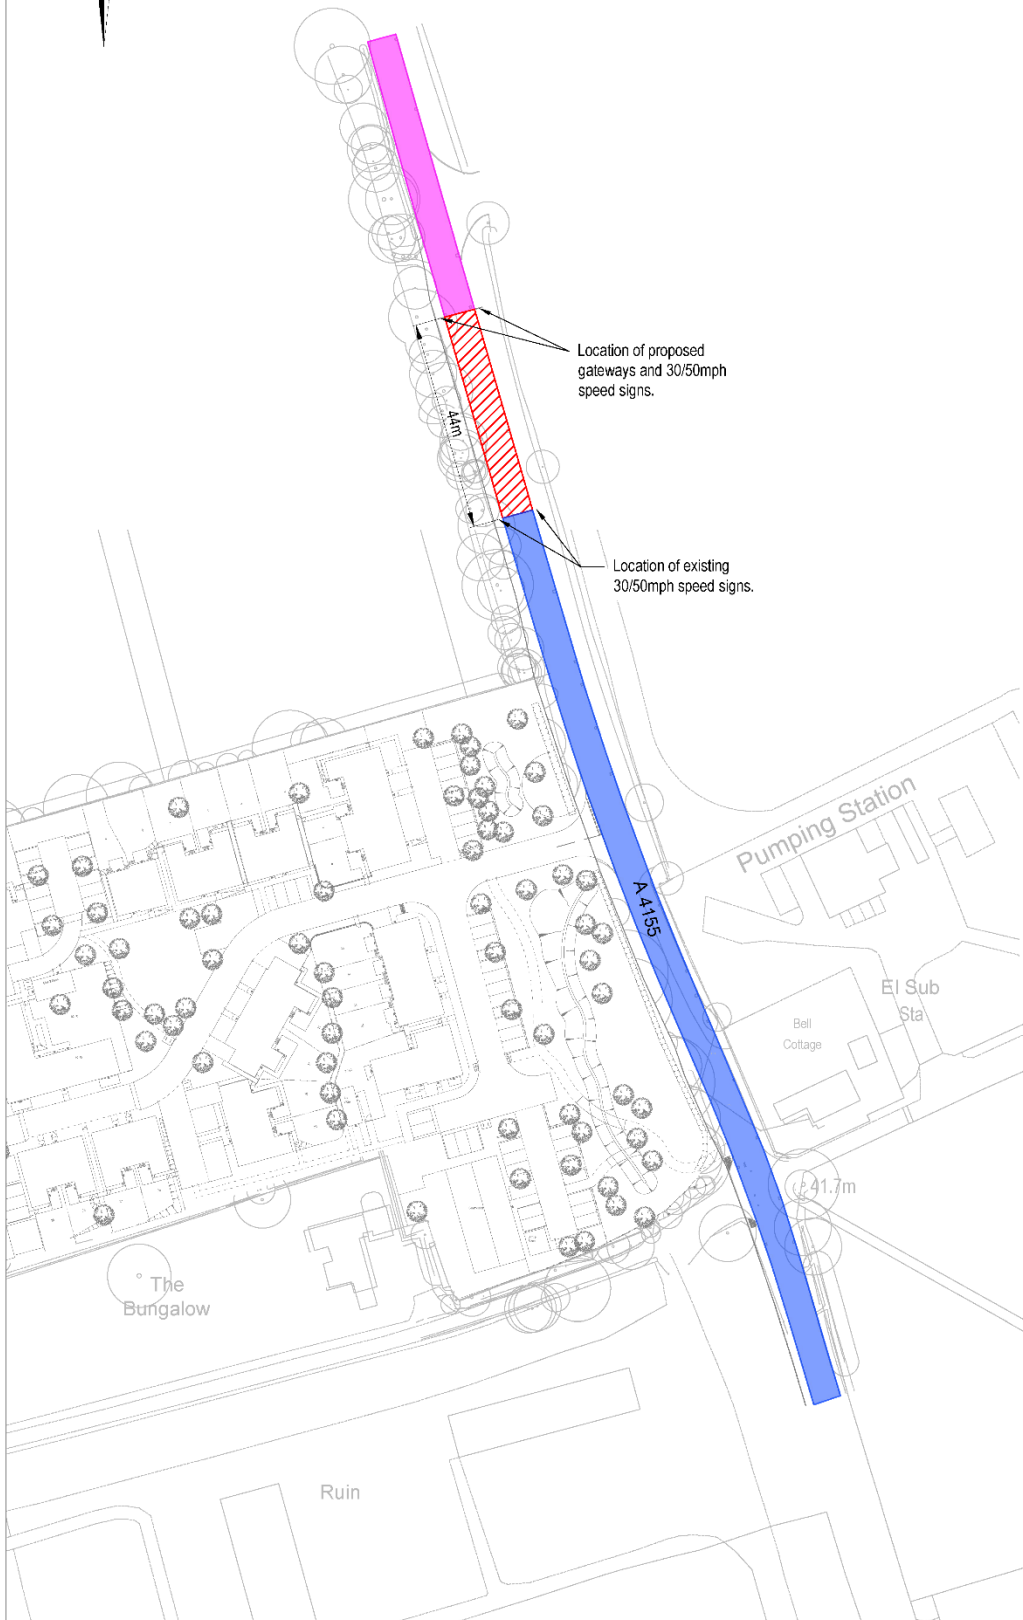 Location of proposed
gateways and 30/50mph
speed signs.
44m
Location of existing
30/50mph speed signs.
Pumping Station
A 4155
El Sub
Sta
Bell
Cottage
41.7m
The
Bungalow
Ruin